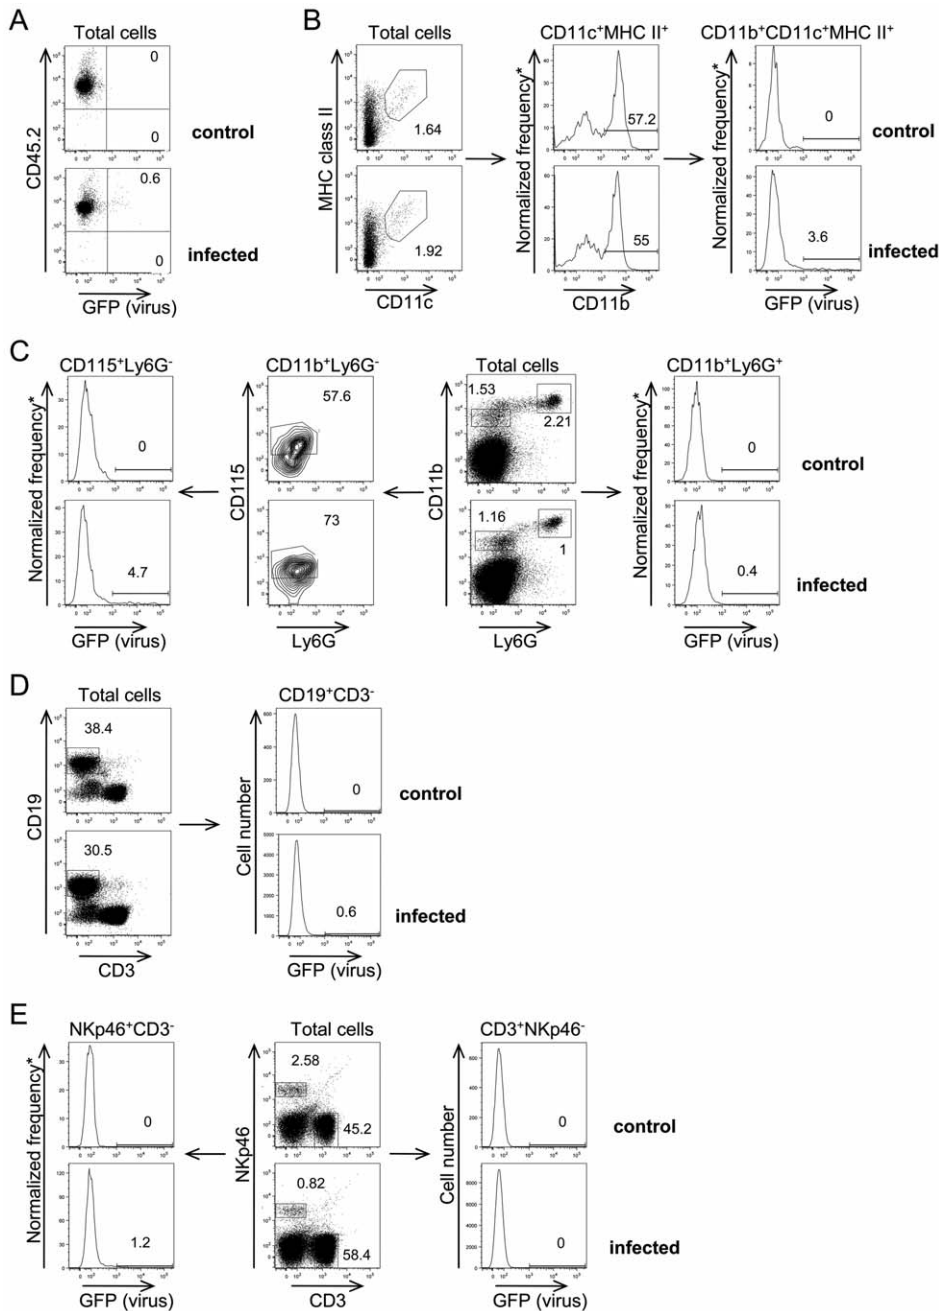 A
Total cells
CD45.2
0
0
control
0.6
0
infected
GFP (virus)
B
Total cells
CD11c+MHC II+
CD11b+CD11c+MHC II+
MHC class II
1.64
1.92
CD11c
Normalized frequency*
57.2
55
CD11b
Normalized frequency*
0
control
3.6
infected
GFP (virus)
C
CD115+Ly6G-
CD11b+Ly6G-
Total cells
CD11b+Ly6G+
Normalized frequency*
0
4.7
GFP (virus)
CD115
57.6
73
Ly6G
CD11b
1.53
2.21
1.16
1
Ly6G
Normalized frequency*
0
control
0.4
infected
GFP (virus)
D
Total cells
CD19+CD3-
CD19
38.4
30.5
CD3
Cell number
0
control
0.6
infected
GFP (virus)
E
NKp46+CD3-
Total cells
CD3+NKp46-
Normalized frequency*
0
1.2
GFP (virus)
NKp46
2.58
45.2
0.82
58.4
CD3
Cell number
0
control
0
infected
GFP (virus)